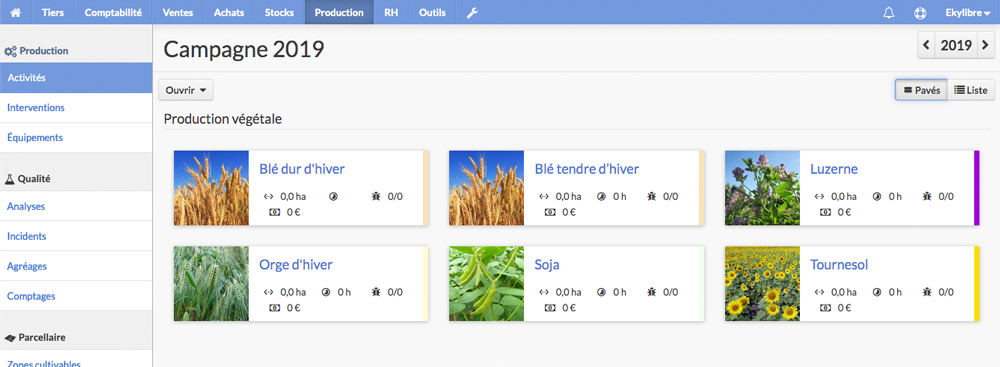 Tiers Comptabilité Ventes Achats Stocks Production RH Outils Ekylibre
Production
Activités
Interventions
Équipements
Qualité
Analyses
Incidents
Agréages
Comptages
Parcellaire
Zones cultivables
Campagne 2019
2019
Ouvrir
Pavés Liste
Production végétale
Blé dur d'hiver
0,0 ha 0/0
0 €
Blé tendre d'hiver
0,0 ha 0 h 0/0
0 €
Luzerne
0,0 ha 0 h 0/0
0 €
Orge d'hiver
0,0 ha 0 h 0/0
0 €
Soja
0,0 ha 0 h 0/0
0 €
Tournesol
0,0 ha 0 h 0/0
0 €